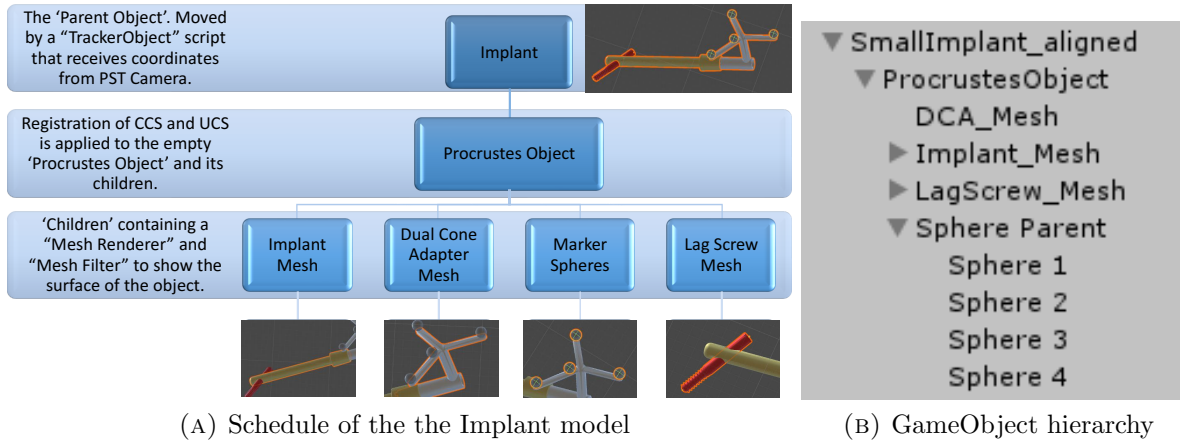 The ‘Parent Object’. Moved
by a “TrackerObject” script
that receives coordinates
from PST Camera.
Implant
Registration of CCS and UCS
is applied to the empty
‘Procrustes Object’ and its
children.
Procrustes Object
‘Children’ containing a
“Mesh Renderer” and
“Mesh Filter” to show the
surface of the object.
Implant
Mesh
Dual Cone
Adapter
Mesh
Marker
Spheres
Lag Screw
Mesh
(A) Schedule of the the Implant model
SmallImplant_aligned
ProcrustesObject
DCA_Mesh
Implant_Mesh
LagScrew_Mesh
Sphere Parent
Sphere 1
Sphere 2
Sphere 3
Sphere 4
(B) GameObject hierarchy